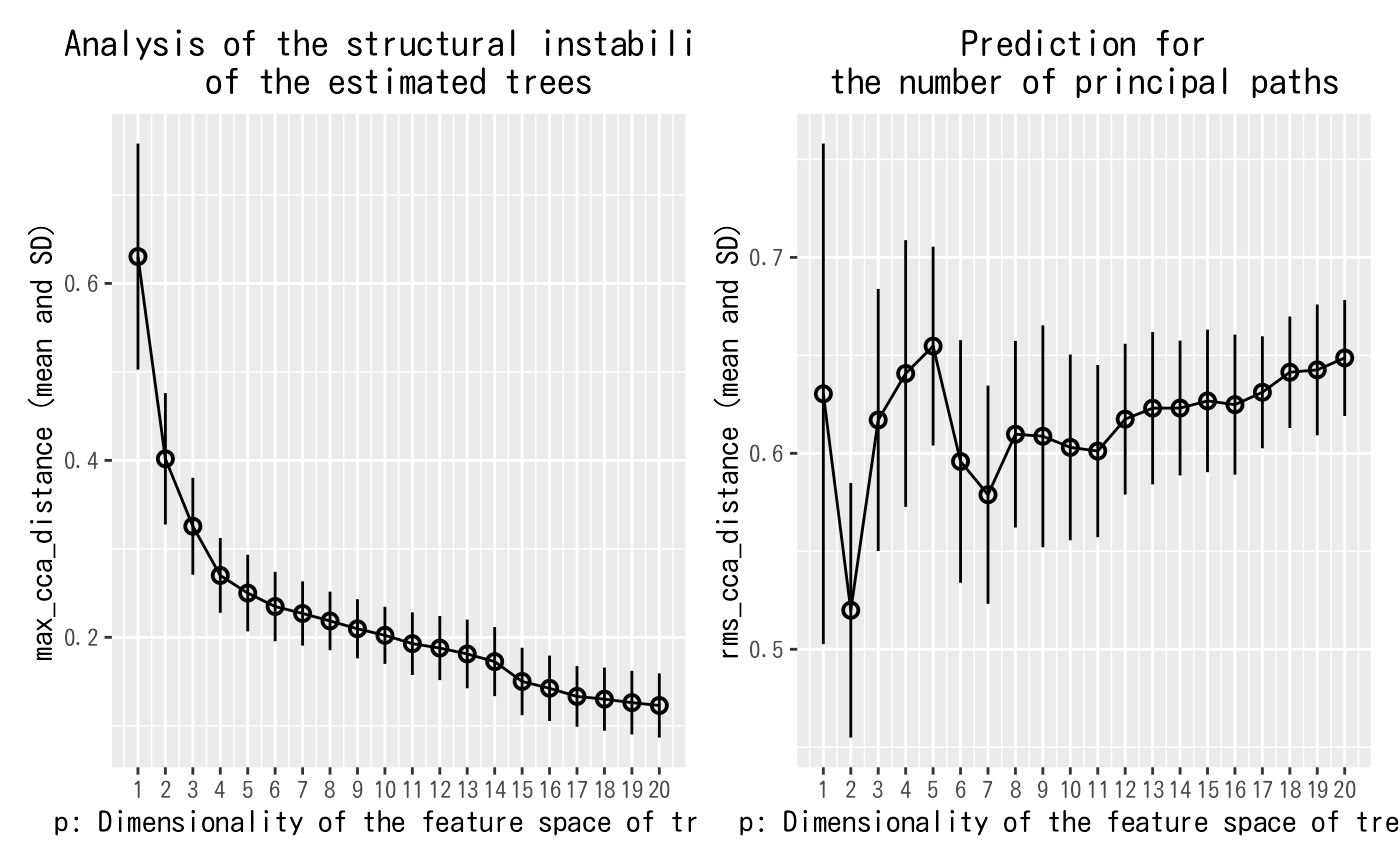 Analysis of the structural instabili
of the estimated trees
max_cca_distance (mean and SD)
0.6
0.4
0.2
1 2 3 4 5 6 7 8 9 10 11 12 13 14 15 16 17 18 19 20
p: Dimensionality of the feature space of tr
Prediction for
the number of principal paths
rms_cca_distance (mean and SD)
0.7
0.6
0.5
1 2 3 4 5 6 7 8 9 10 11 12 13 14 15 16 17 18 19 20
p: Dimensionality of the feature space of tre